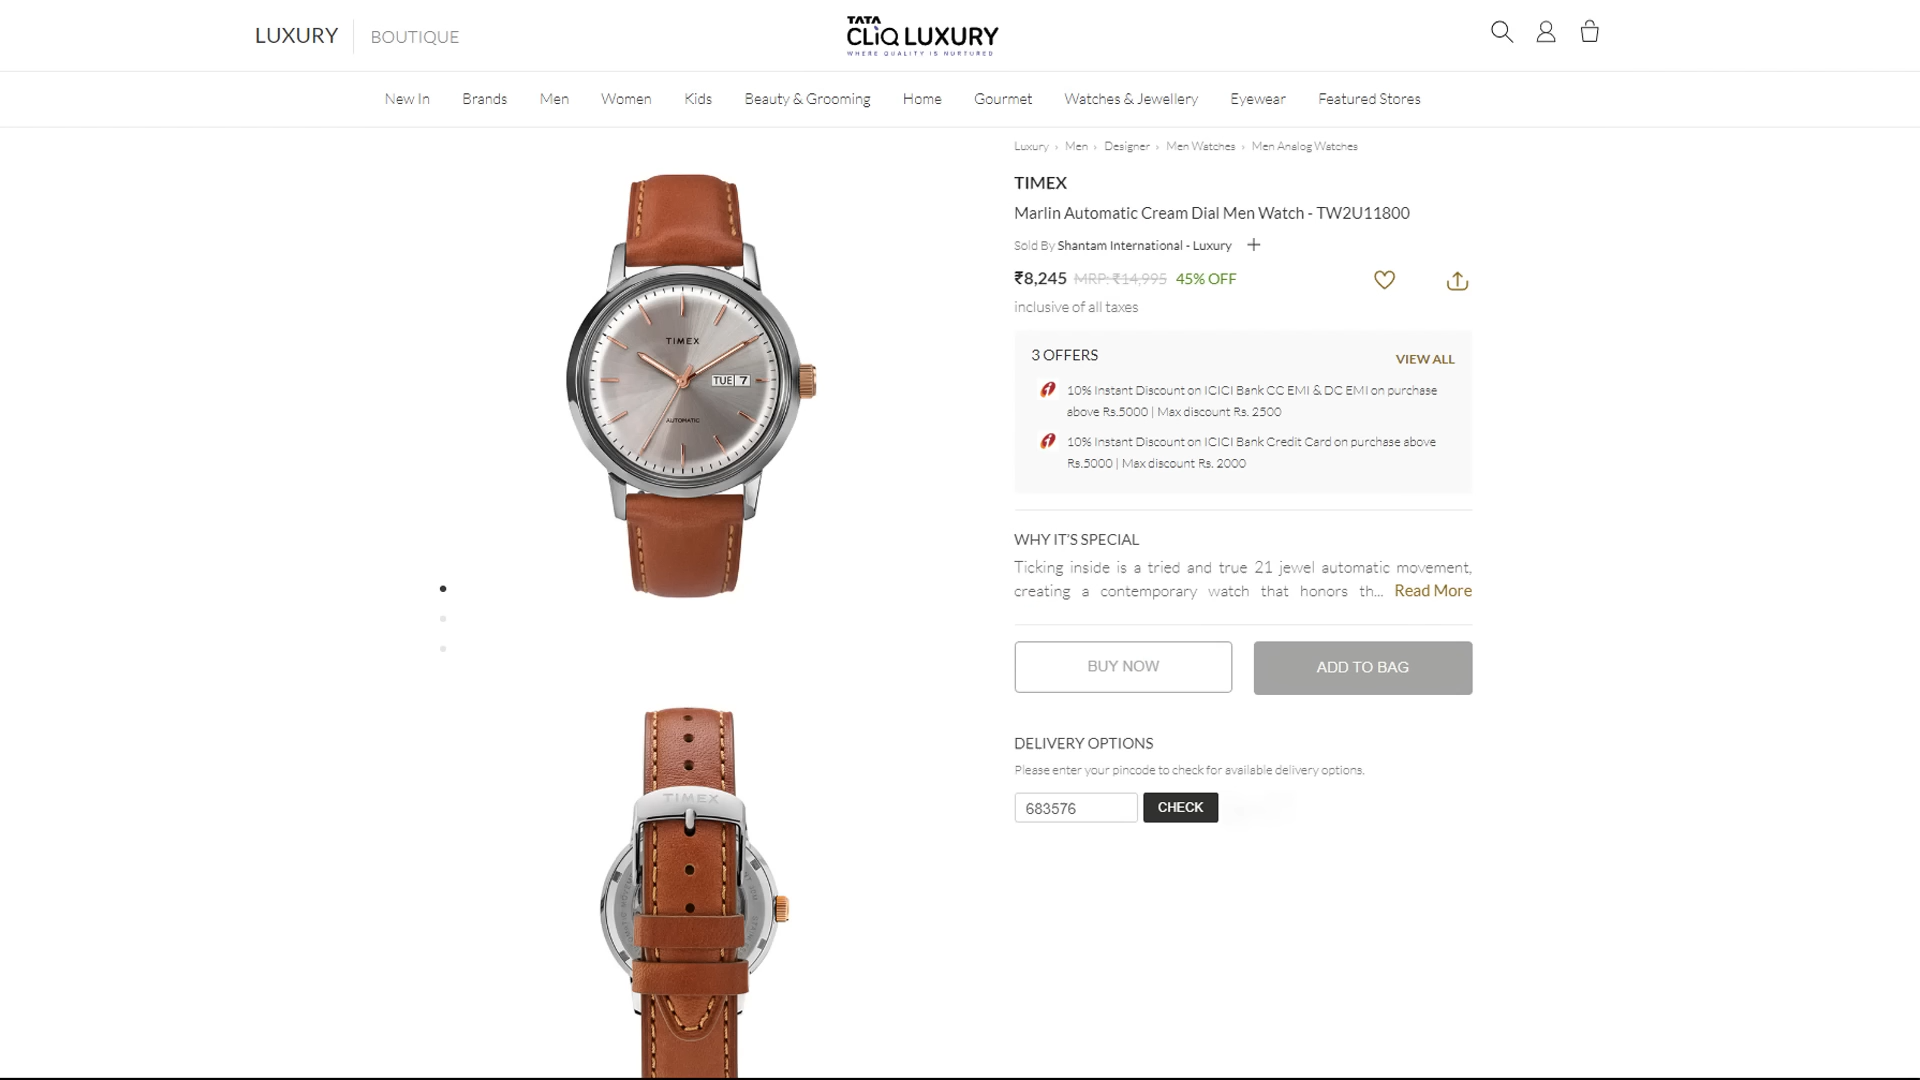 LUXURY
BOUTIQUE
TATA
CLiQ LUXURY
WHERE QUALITY IS NURTURED
New In
Brands
Men
Women
Kids
Beauty & Grooming
Home
Gourmet
Watches & Jewellery
Eyewear
Featured Stores
Luxury › Men › Designer › Men Watches › Men Analog Watches
TIMEX
Marlin Automatic Cream Dial Men Watch - TW2U11800
Sold By Shantam International - Luxury +
₹8,245 MRP: ₹14,995 45% OFF
inclusive of all taxes
3 OFFERS
VIEW ALL
10% Instant Discount on ICICI Bank CC EMI & DC EMI on purchase
above Rs.5000 | Max discount Rs. 2500
10% Instant Discount on ICICI Bank Credit Card on purchase above
Rs.5000 | Max discount Rs. 2000
WHY IT'S SPECIAL
Ticking inside is a tried and true 21 jewel automatic movement,
creating a contemporary watch that honors th... Read More
BUY NOW
ADD TO BAG
DELIVERY OPTIONS
Please enter your pincode to check for available delivery options.
683576
CHECK
TIMEX
TUE 7
AUTOMATIC
TIMEX